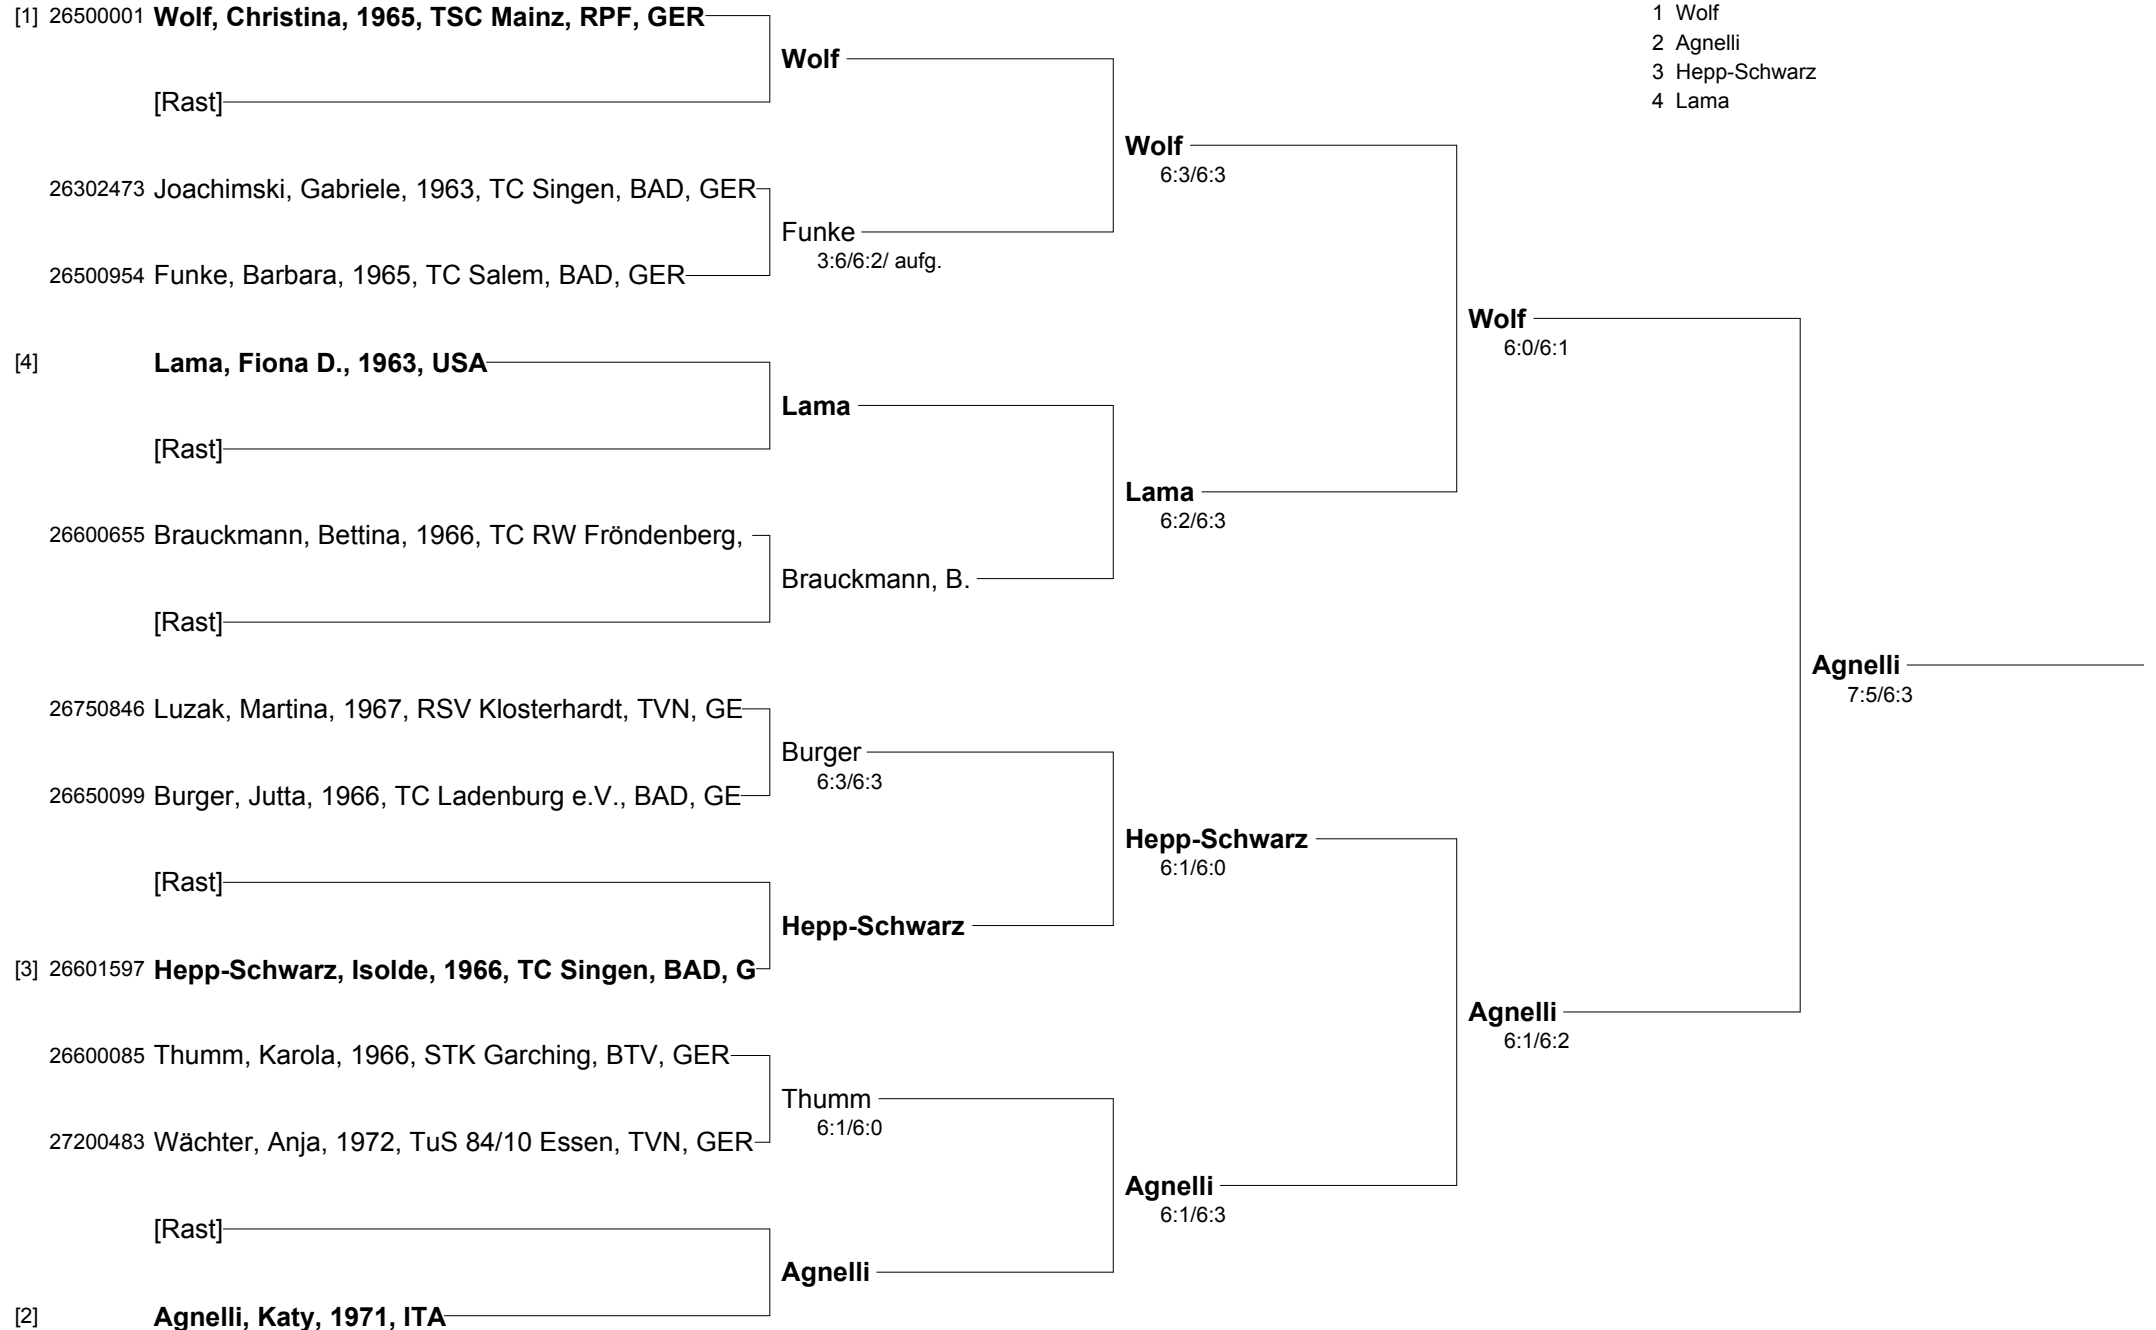 [1] 26500001 Wolf, Christina, 1965, TSC Mainz, RPF, GER
[Rast]
26302473 Joachimski, Gabriele, 1963, TC Singen, BAD, GER
26500954 Funke, Barbara, 1965, TC Salem, BAD, GER
[4] Lama, Fiona D., 1963, USA
[Rast]
26600655 Brauckmann, Bettina, 1966, TC RW Fröndenberg,
[Rast]
26750846 Luzak, Martina, 1967, RSV Klosterhardt, TVN, GE
26650099 Burger, Jutta, 1966, TC Ladenburg e.V., BAD, GE
[Rast]
[3] 26601597 Hepp-Schwarz, Isolde, 1966, TC Singen, BAD, G
26600085 Thumm, Karola, 1966, STK Garching, BTV, GER
27200483 Wächter, Anja, 1972, TuS 84/10 Essen, TVN, GER
[Rast]
[2] Agnelli, Katy, 1971, ITA
Wolf
Funke
3:6/6:2/ aufg.
Lama
Brauckmann, B.
Burger
6:3/6:3
Hepp-Schwarz
Thumm
6:1/6:0
Agnelli
Wolf
6:3/6:3
Lama
6:2/6:3
Hepp-Schwarz
6:1/6:0
Agnelli
6:1/6:3
Wolf
6:0/6:1
Agnelli
6:1/6:2
Agnelli
7:5/6:3
1 Wolf
2 Agnelli
3 Hepp-Schwarz
4 Lama